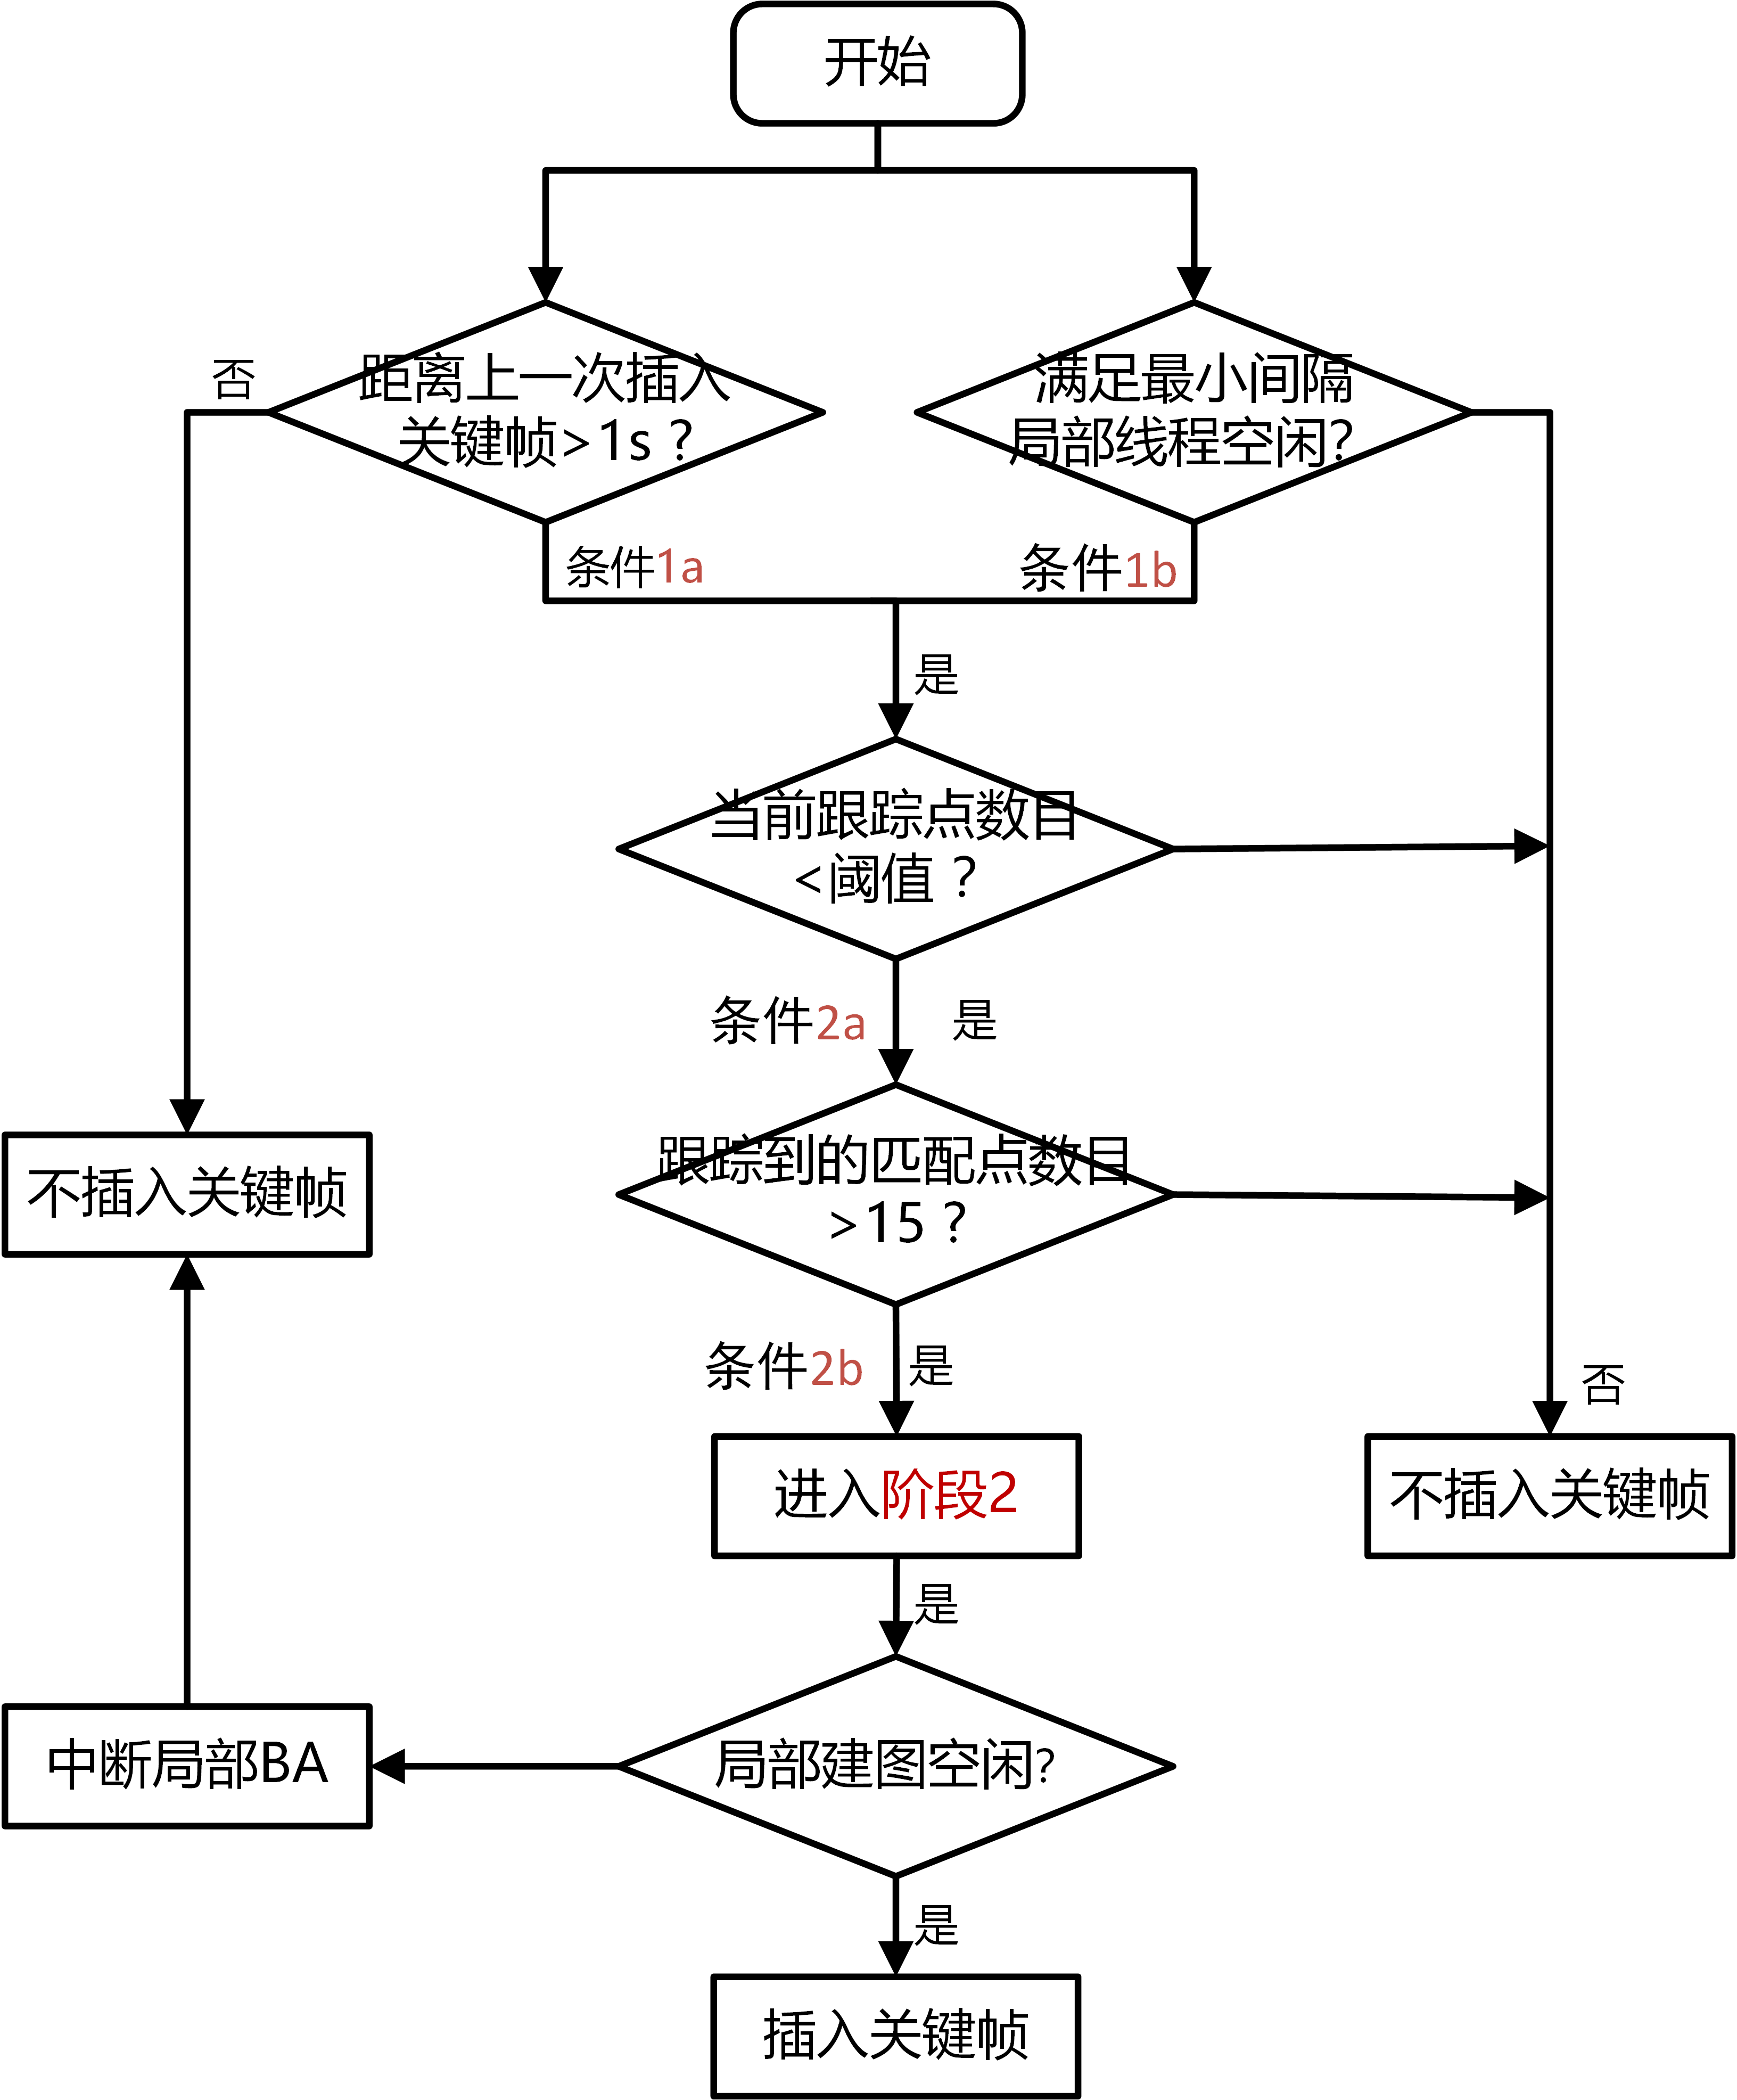 开始
否
距离上一次插入
关键帧>1s？
满足最小间隔
局部线程空闲?
条件1a
条件1b
是
当前跟踪点数目
<阈值？
条件2a
是
跟踪到的匹配点数目
>15？
不插入关键帧
条件2b
是
否
进入阶段2
不插入关键帧
是
中断局部BA
局部建图空闲?
是
插入关键帧